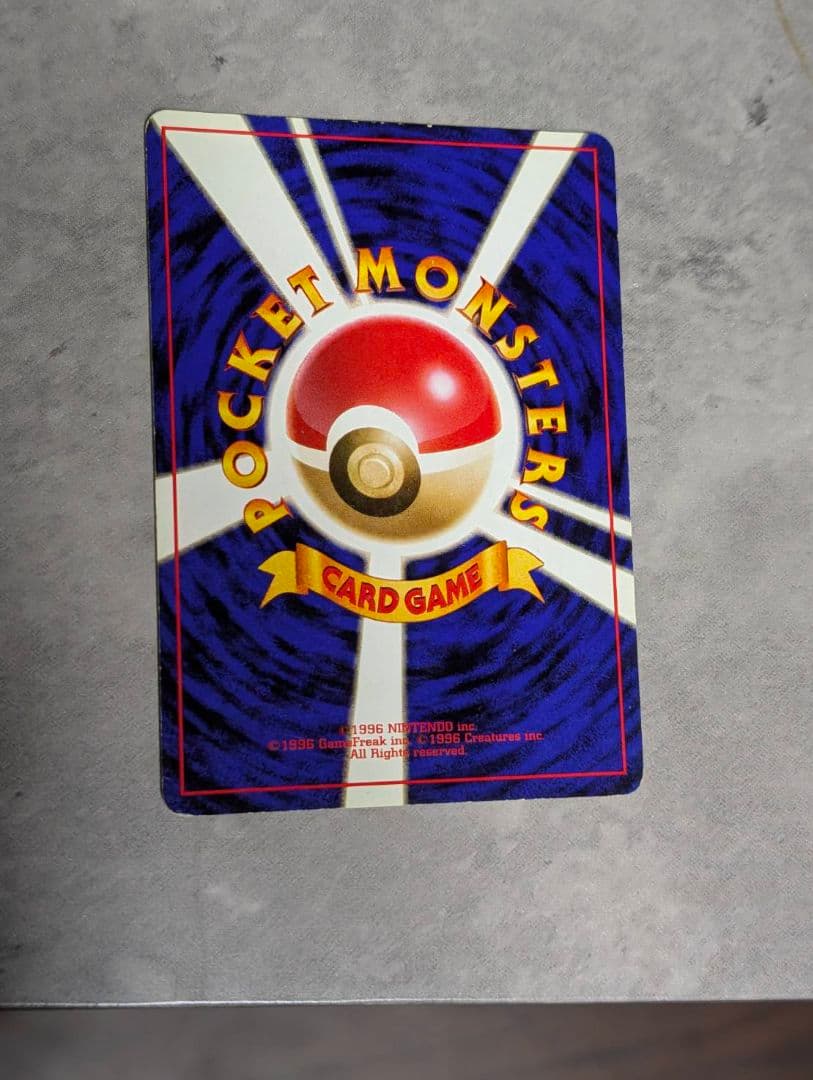 POCKET MONSTERS
CARD GAME
©1996 NINTENDO inc.
©1996 GameFreak inc. ©1996 Creatures inc.
All Rights reserved.